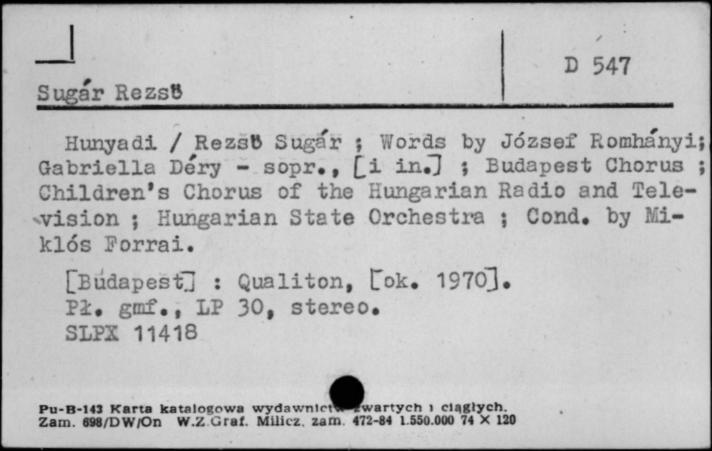 D 547
Sugár Rezső
Hunyadi / Rezső Sugár ; Words by József Romhányi;
Gabriella Déry - sopr., [i in.] ; Budapest Chorus ;
Children's Chorus of the Hungarian Radio and Tele-
vision ; Hungarian State Orchestra ; Cond. by Mi-
klós Forrai.
[Budapest] : Qualiton, [ok. 1970].
Pł. gmf., LP 30, stereo.
SLPX 11418
Pu-B-143 Karta katalogowa wydawnictw zwartych i ciągłych.
Zam. 698/DW/On W.Z.Graf. Milicz, zam. 472-84 1.550.000 74 X 120